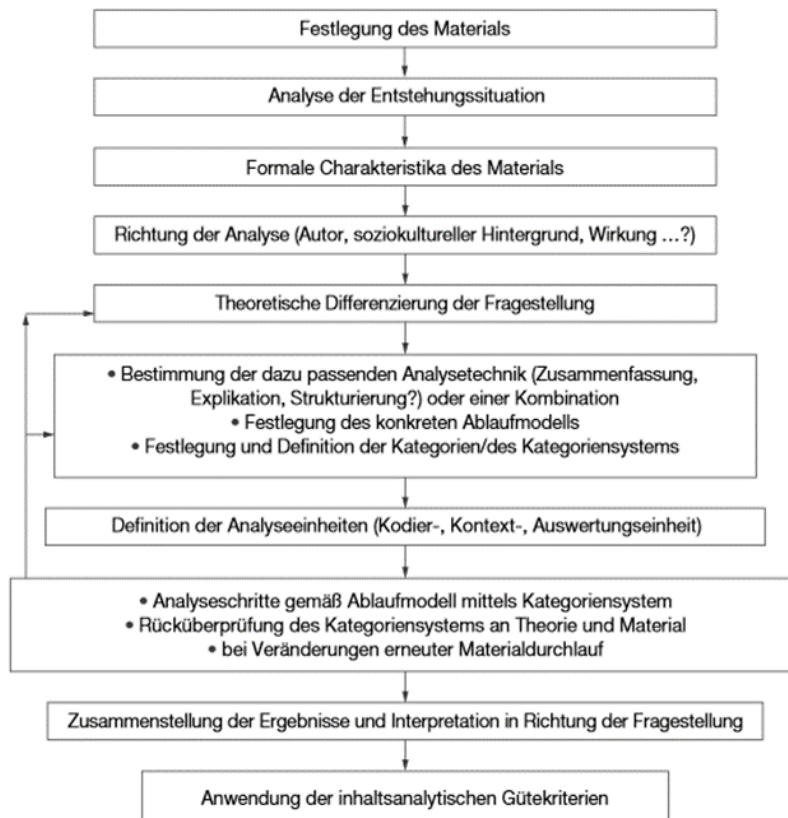 Festlegung des Materials
Analyse der Entstehungssituation
Formale Charakteristika des Materials
Richtung der Analyse (Autor, soziokultureller Hintergrund, Wirkung ...?)
Theoretische Differenzierung der Fragestellung
• Bestimmung der dazu passenden Analysetechnik (Zusammenfassung,
Explikation, Strukturierung?) oder einer Kombination
• Festlegung des konkreten Ablaufmodells
• Festlegung und Definition der Kategorien/des Kategoriensystems
Definition der Analyseeinheiten (Kodier-, Kontext-, Auswertungseinheit)
• Analyseschritte gemäß Ablaufmodell mittels Kategoriensystem
• Rücküberprüfung des Kategoriensystems an Theorie und Material
• bei Veränderungen erneuter Materialdurchlauf
Zusammenstellung der Ergebnisse und Interpretation in Richtung der Fragestellung
Anwendung der inhaltsanalytischen Gütekriterien